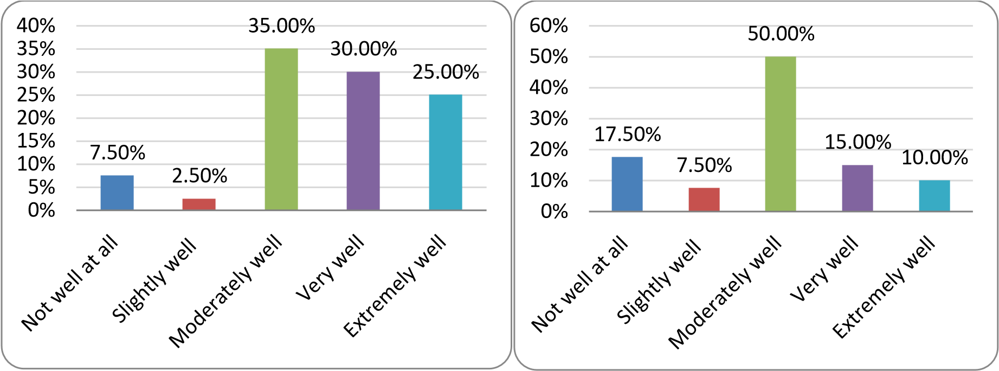 40%
35%
30%
25%
20%
15%
10%
5%
0%
7.50%
2.50%
35.00%
30.00%
25.00%
Not well at all
Slightly well
Moderately well
Very well
Extremely well
60%
50%
40%
30%
20%
10%
0%
17.50%
7.50%
50.00%
15.00%
10.00%
Not well at all
Slightly well
Moderately well
Very well
Extremely well